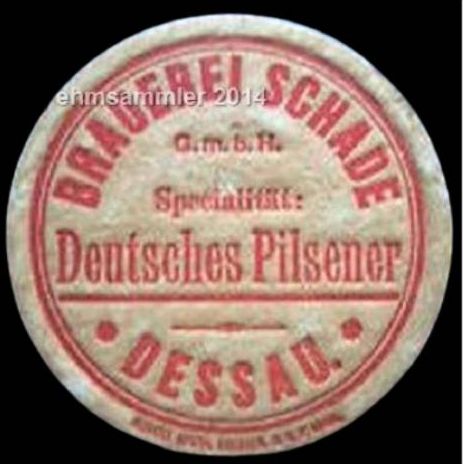 BRAUEREI SCHADE
ehmsammler 2014
G.m.b.H.
Specialität:
Deutsches Pilsener
• DESSAU. •